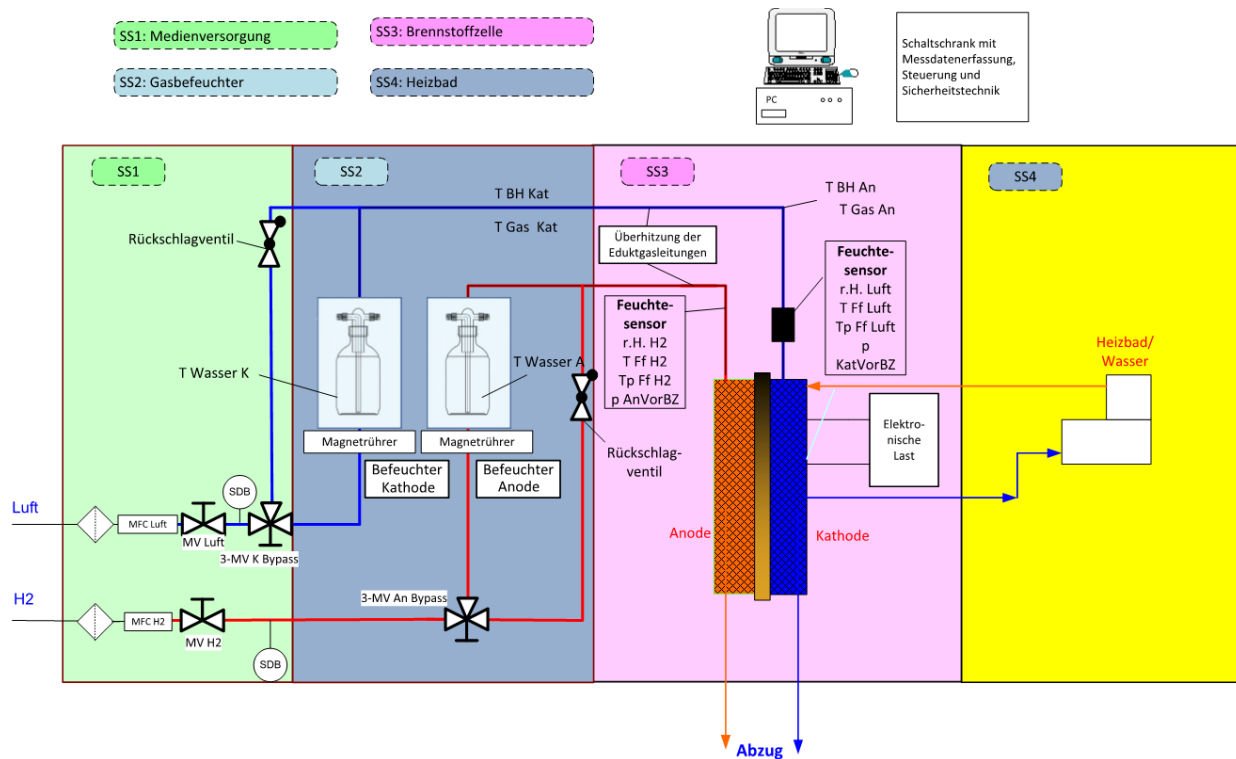 SS1: Medienversorgung
SS3: Brennstoffzelle
SS2: Gasbefeuchter
SS4: Heizbad
PC
Schaltschrank mit
Messdatenerfassung,
Steuerung und
Sicherheitstechnik
SS1
SS2
SS3
SS4
T BH Kat
T Gas Kat
T BH An
T Gas An
Rückschlagventil
Überhitzung der
Eduktgasleitungen
Feuchte-
sensor
r.H. Luft
T Ff Luft
Tp Ff Luft
p
KatVorBZ
Feuchte-
sensor
r.H. H2
T Ff H2
Tp Ff H2
p AnVorBZ
Heizbad/
Wasser
T Wasser K
T Wasser A
Magnetrührer
Magnetrührer
Befeuchter
Kathode
Befeuchter
Anode
Rückschlag-
ventil
Elektro-
nische
Last
Luft
MFC Luft
MV Luft
SDB
3-MV K Bypass
Anode
Kathode
H2
MFC H2
MV H2
SDB
3-MV An Bypass
Abzug